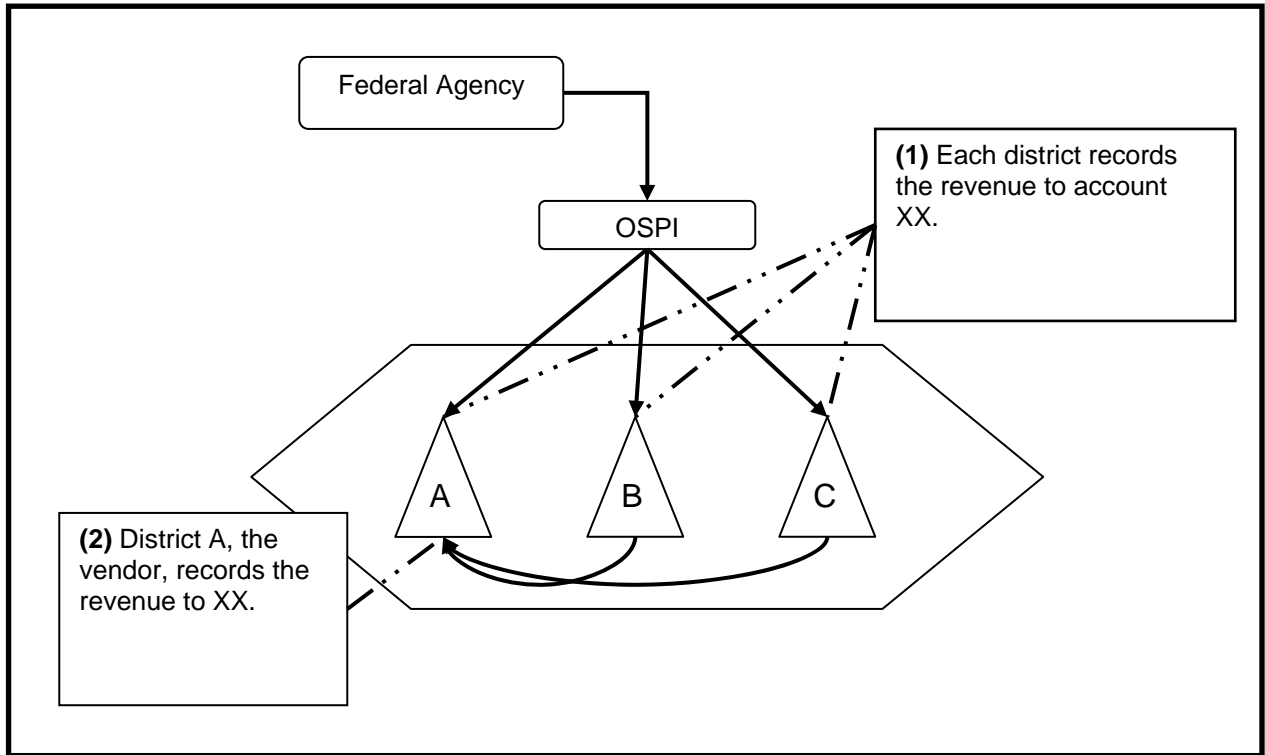 Federal Agency
OSPI
(1) Each district records
the revenue to account
XX.
A
B
C
(2) District A, the
vendor, records the
revenue to XX.